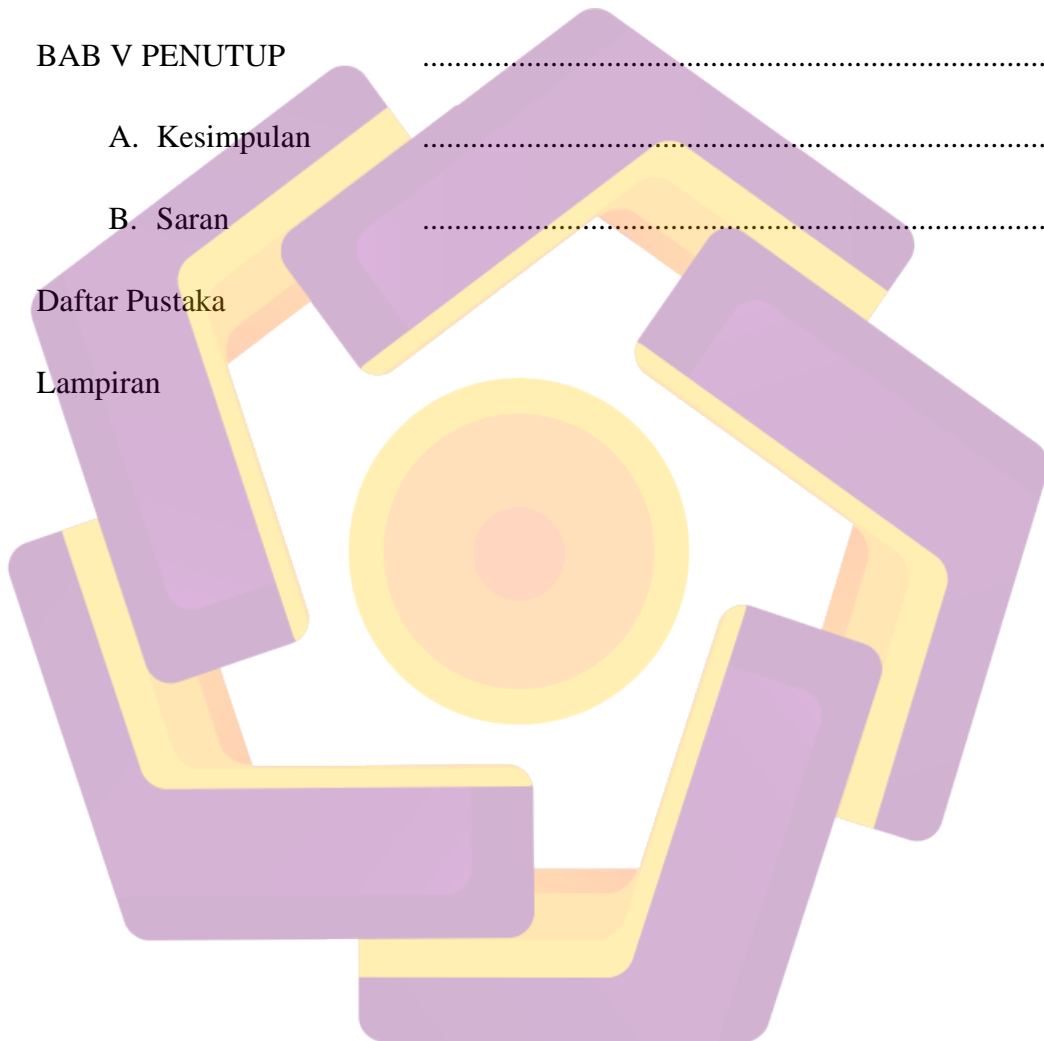 BAB V PENUTUP ................................................................................
A. Kesimpulan ................................................................................
B. Saran ................................................................................
Daftar Pustaka
Lampiran